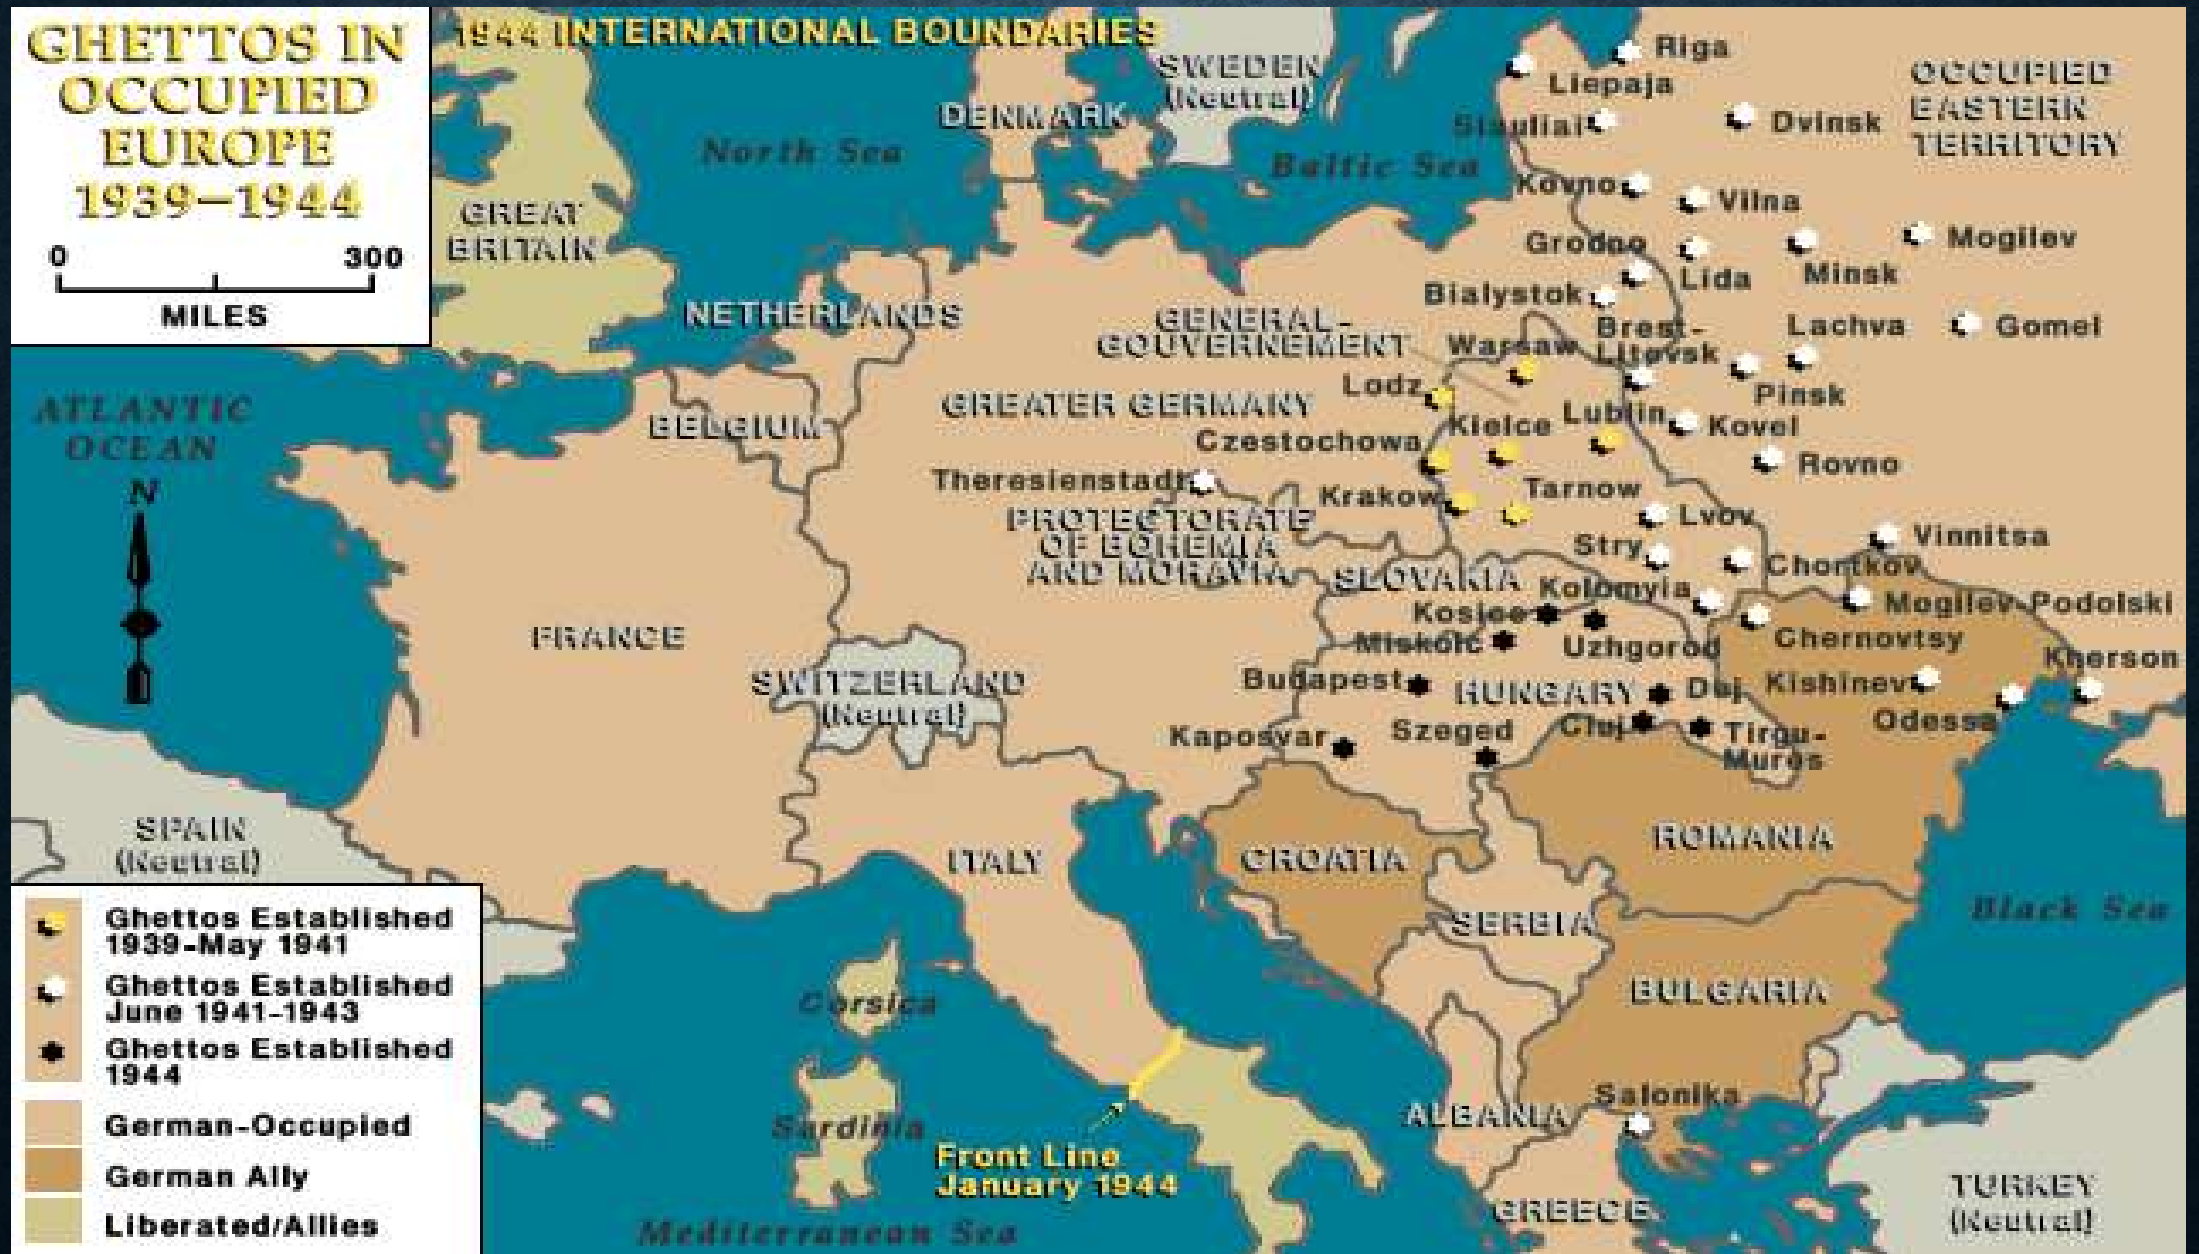 GHETTOS IN
OCCUPIED
EUROPE
1939–1944
0 300
MILES
1944 INTERNATIONAL BOUNDARIES
SWEDEN
(Neutral)
DENMARK
North Sea
Baltic Sea
GREAT
BRITAIN
NETHERLANDS
BELGIUM
ATLANTIC
OCEAN
N
FRANCE
SWITZERLAND
(Neutral)
SPAIN
(Neutral)
ITALY
Corsica
Sardinia
Mediterranean Sea
Front Line
January 1944
GENERAL-
GOUVERNEMENT
GREATER GERMANY
Theresienstadt
PROTECTORATE
OF BOHEMIA
AND MORAVIA
SLOVAKIA
HUNGARY
CROATIA
SERBIA
ROMANIA
BULGARIA
ALBANIA
GREECE
TURKEY
(Neutral)
Black Sea
OCCUPIED
EASTERN
TERRITORY
Riga
Liepaja
Siauliai
Dvinsk
Kovno
Vilna
Grodno
Lida
Minsk
Mogilev
Bialystok
Brest-
Litovsk
Lachva
Gomel
Pinsk
Warsaw
Lodz
Kielce
Lublin
Kovel
Czestochowa
Rovno
Krakow
Tarnow
Lvov
Stry
Vinnitsa
Chortkov
Kolomyia
Mogilev-Podolski
Kosice
Uzhgorod
Chernovtsy
Miskolc
Kherson
Budapest
Dej
Kishinev
Odessa
Kaposvar
Szeged
Cluj
Tirgu-
Mures
Salonika
Ghettos Established
1939-May 1941
Ghettos Established
June 1941-1943
Ghettos Established
1944
German-Occupied
German Ally
Liberated/Allies